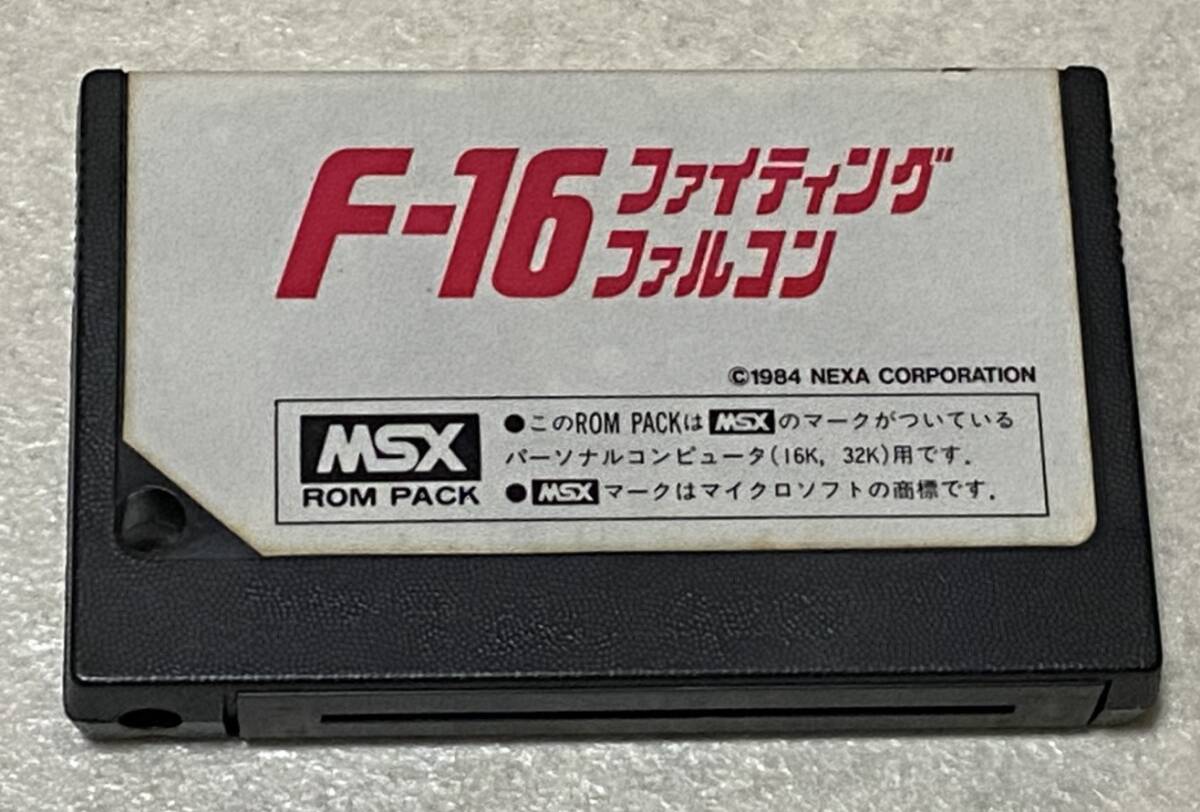 F-16 ファイティング
ファルコン
©1984 NEXA CORPORATION
MSX
ROM PACK
●このROM PACKは MSX のマークがついている
パーソナルコンピュータ(16K, 32K)用です.
● MSX マークはマイクロソフトの商標です.